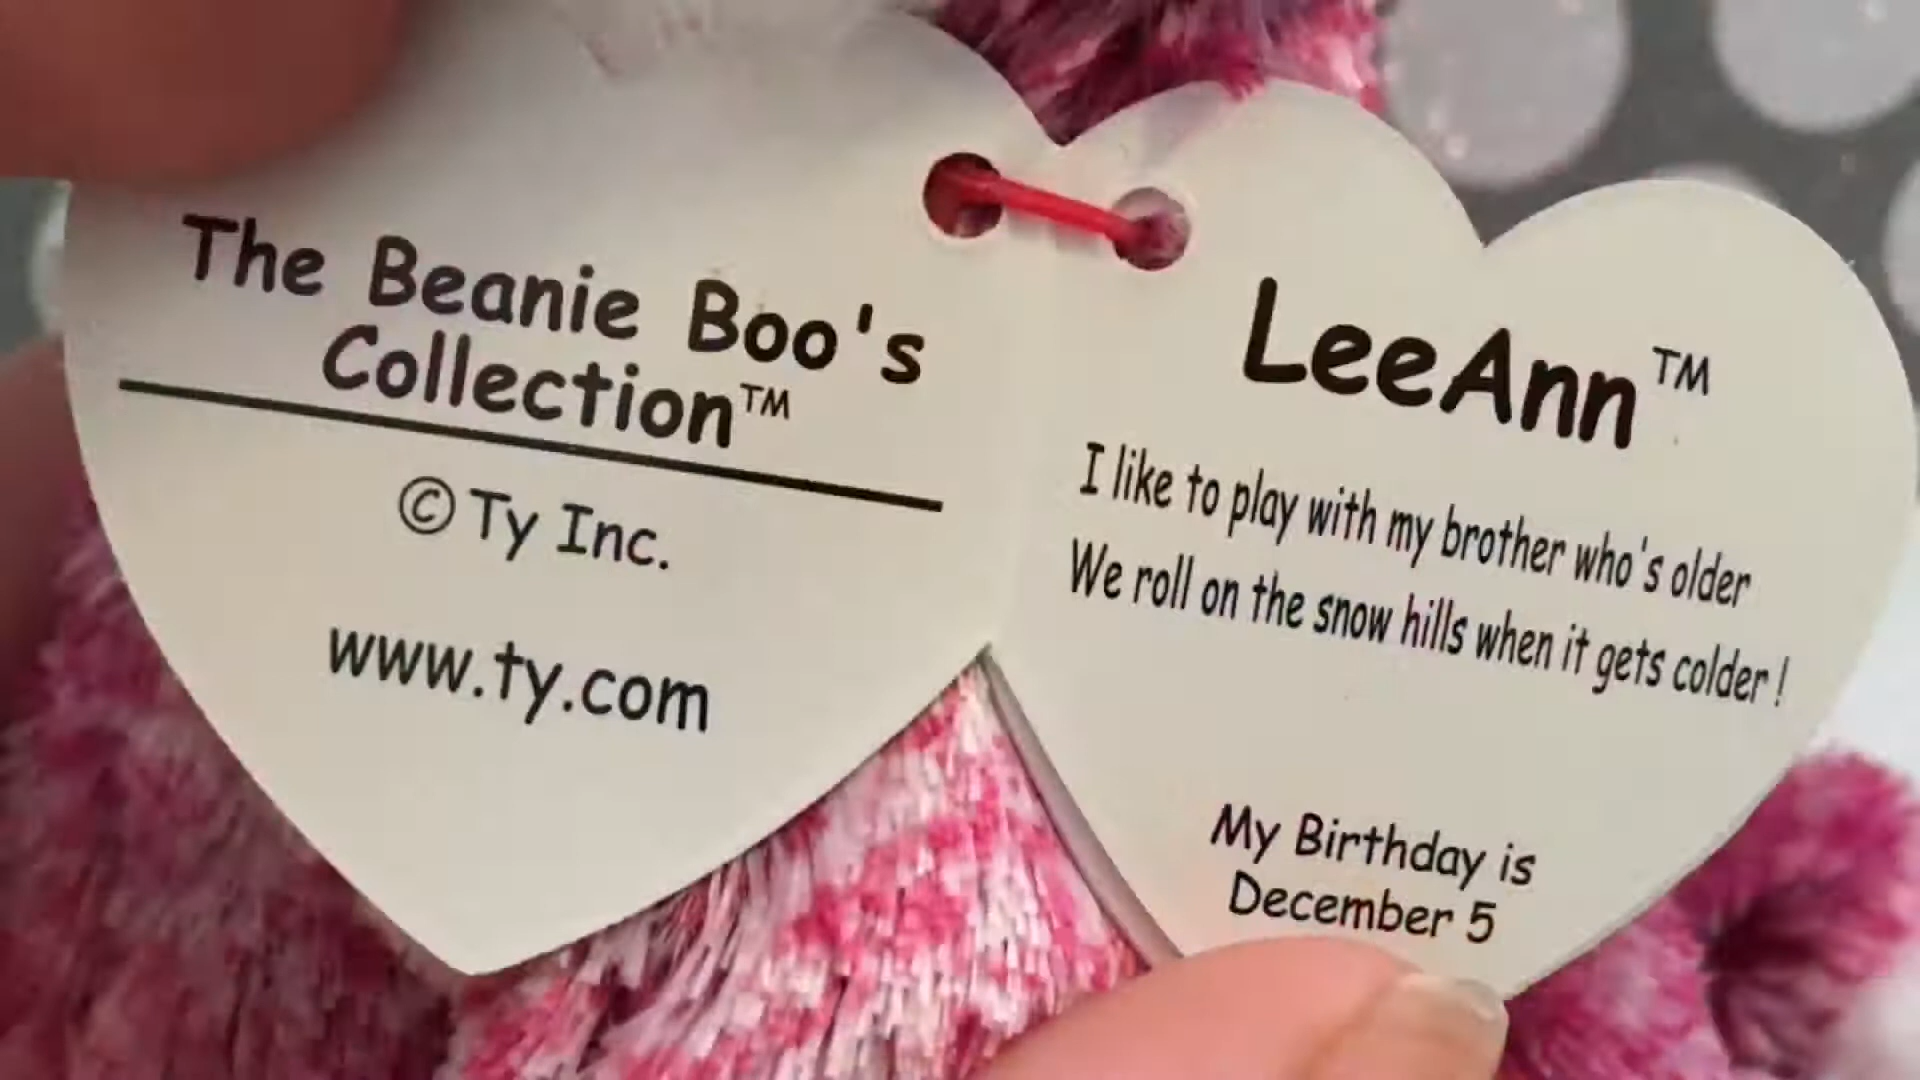 The Beanie Boo's
Collection™
© Ty Inc.
www.ty.com
LeeAnn™
I like to play with my brother who's older
We roll on the snow hills when it gets colder !
My Birthday is
December 5